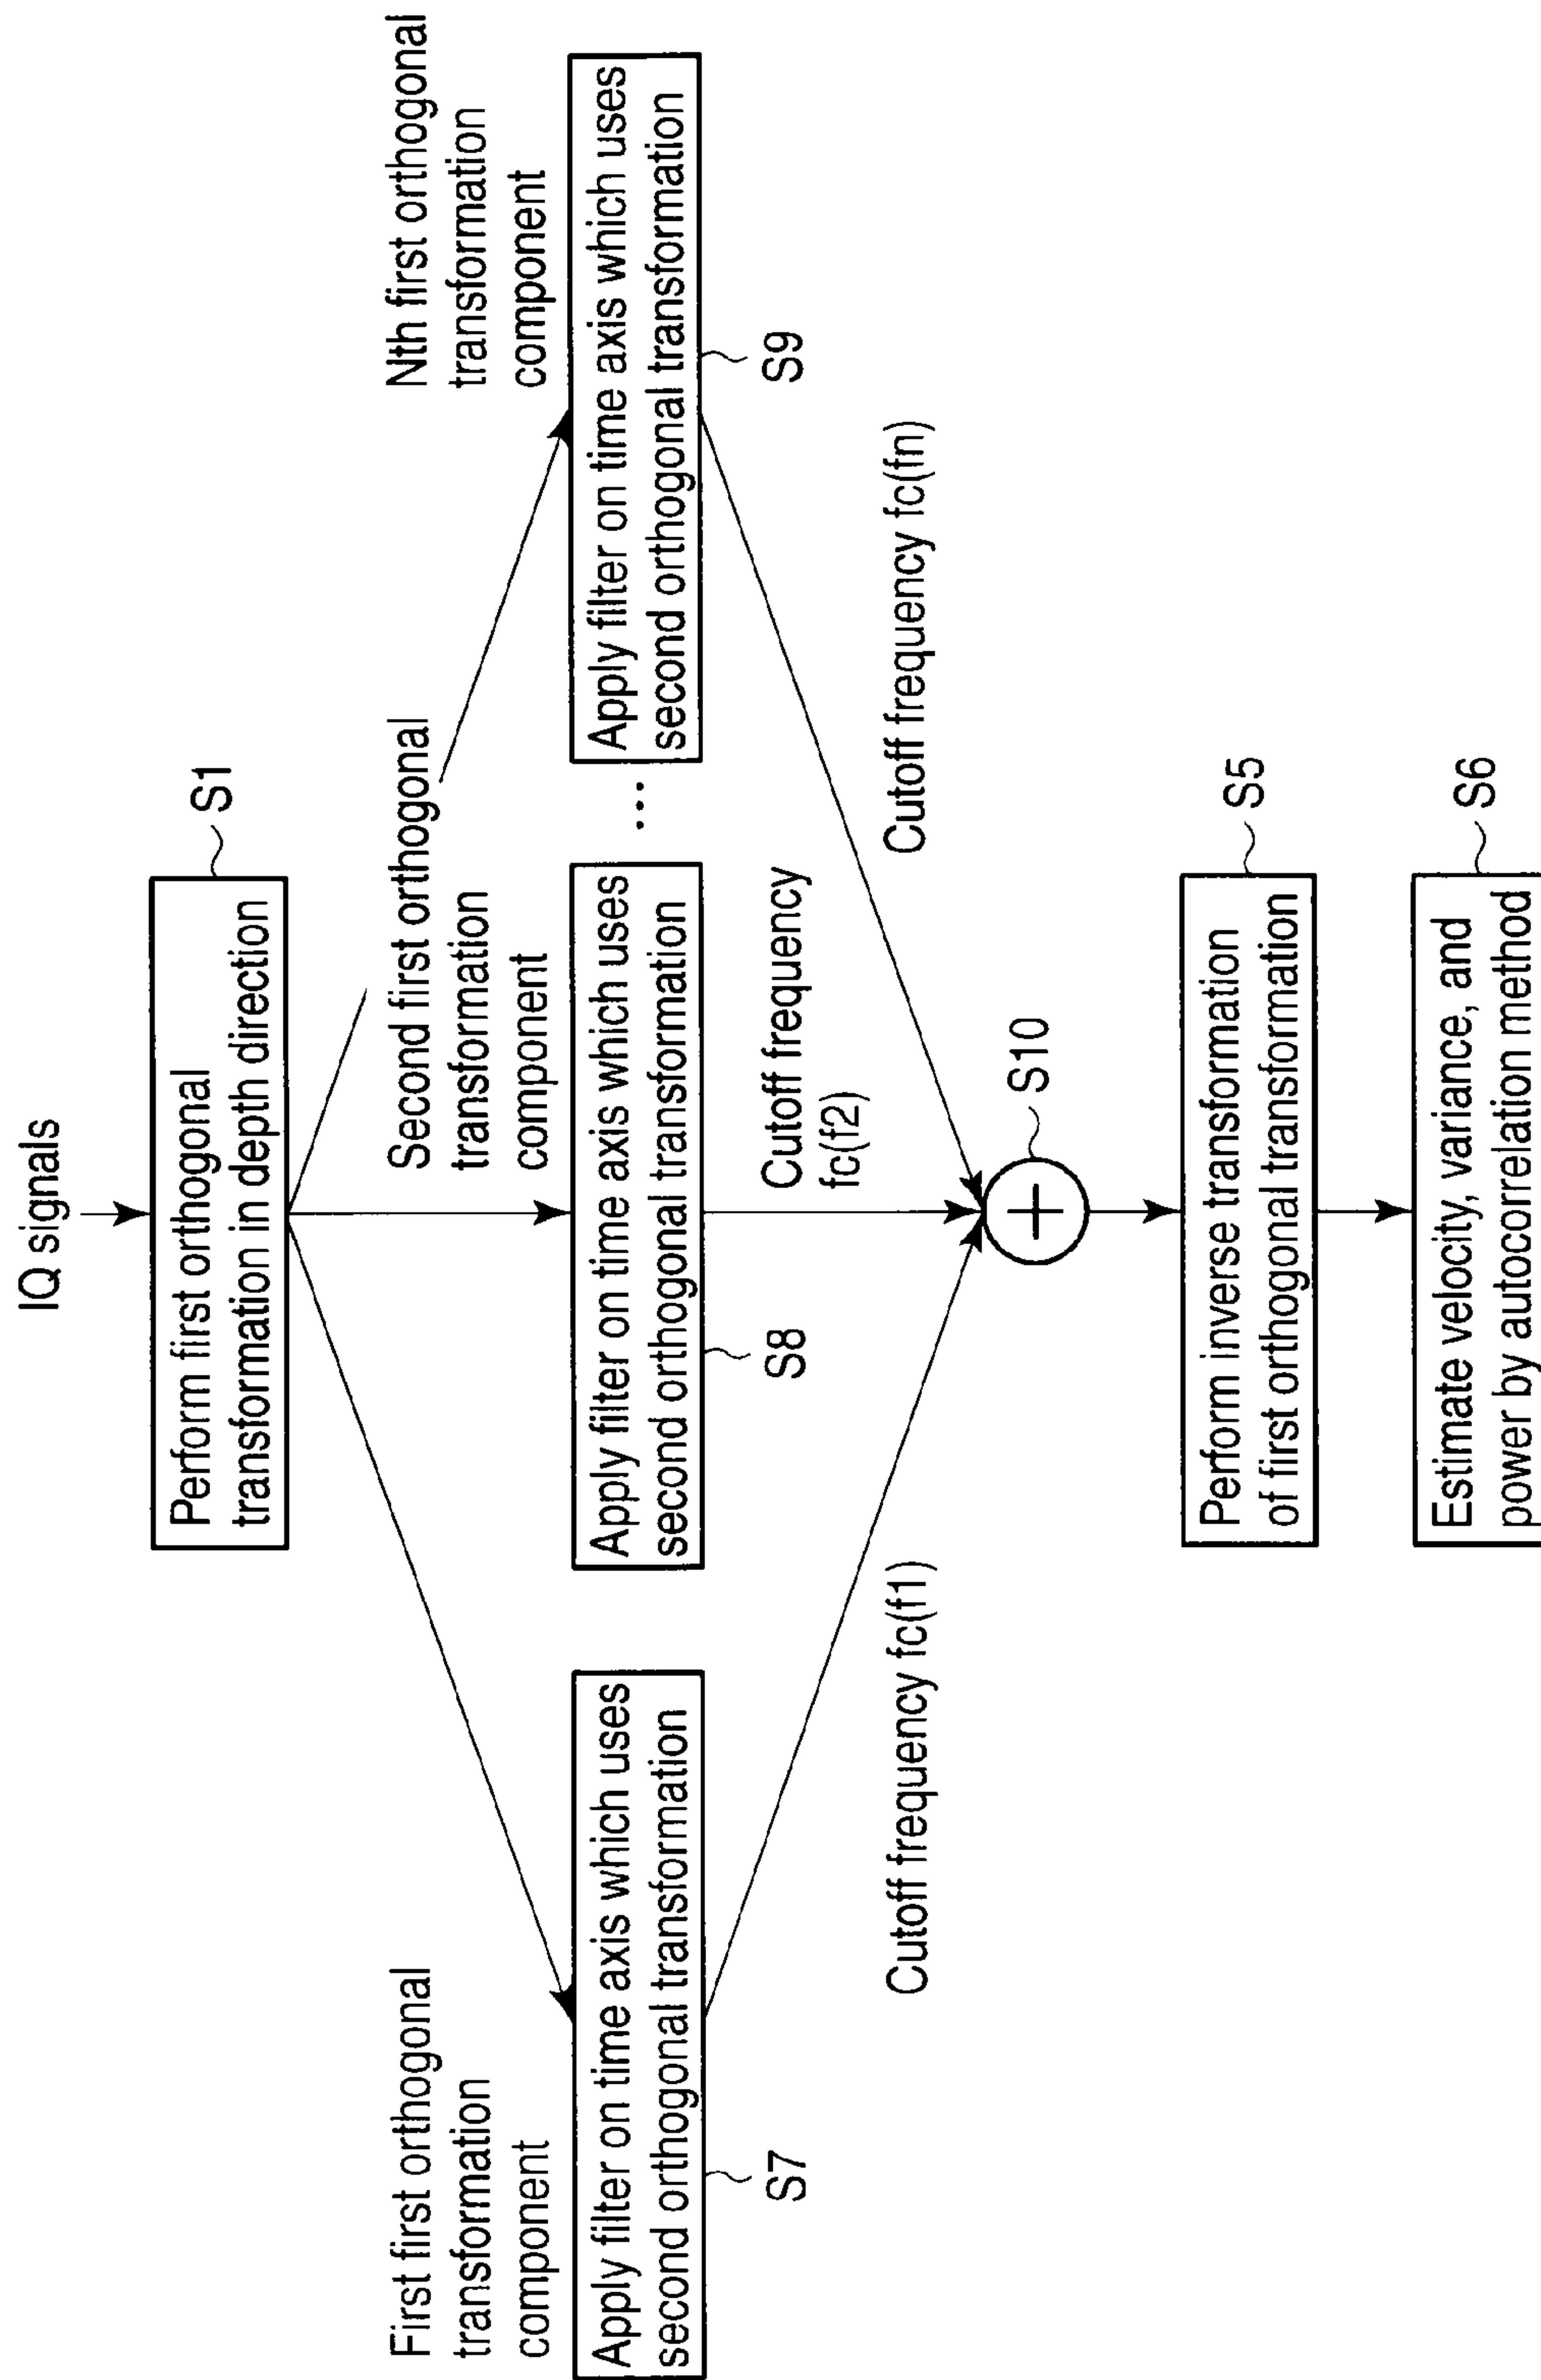 IQ signals
Perform first orthogonal
transformation in depth direction
S1
First first orthogonal
transformation
component
Second first orthogonal
transformation
component
Nth first orthogonal
transformation
component
Apply filter on time axis which uses
second orthogonal transformation
S7
Apply filter on time axis which uses
second orthogonal transformation
S8
...
Apply filter on time axis which uses
second orthogonal transformation
S9
Cutoff frequency fc(f1)
Cutoff frequency
fc(f2)
Cutoff frequency fc(fn)
+
S10
Perform inverse transformation
of first orthogonal transformation
S5
Estimate velocity, variance, and
power by autocorrelation method
S6